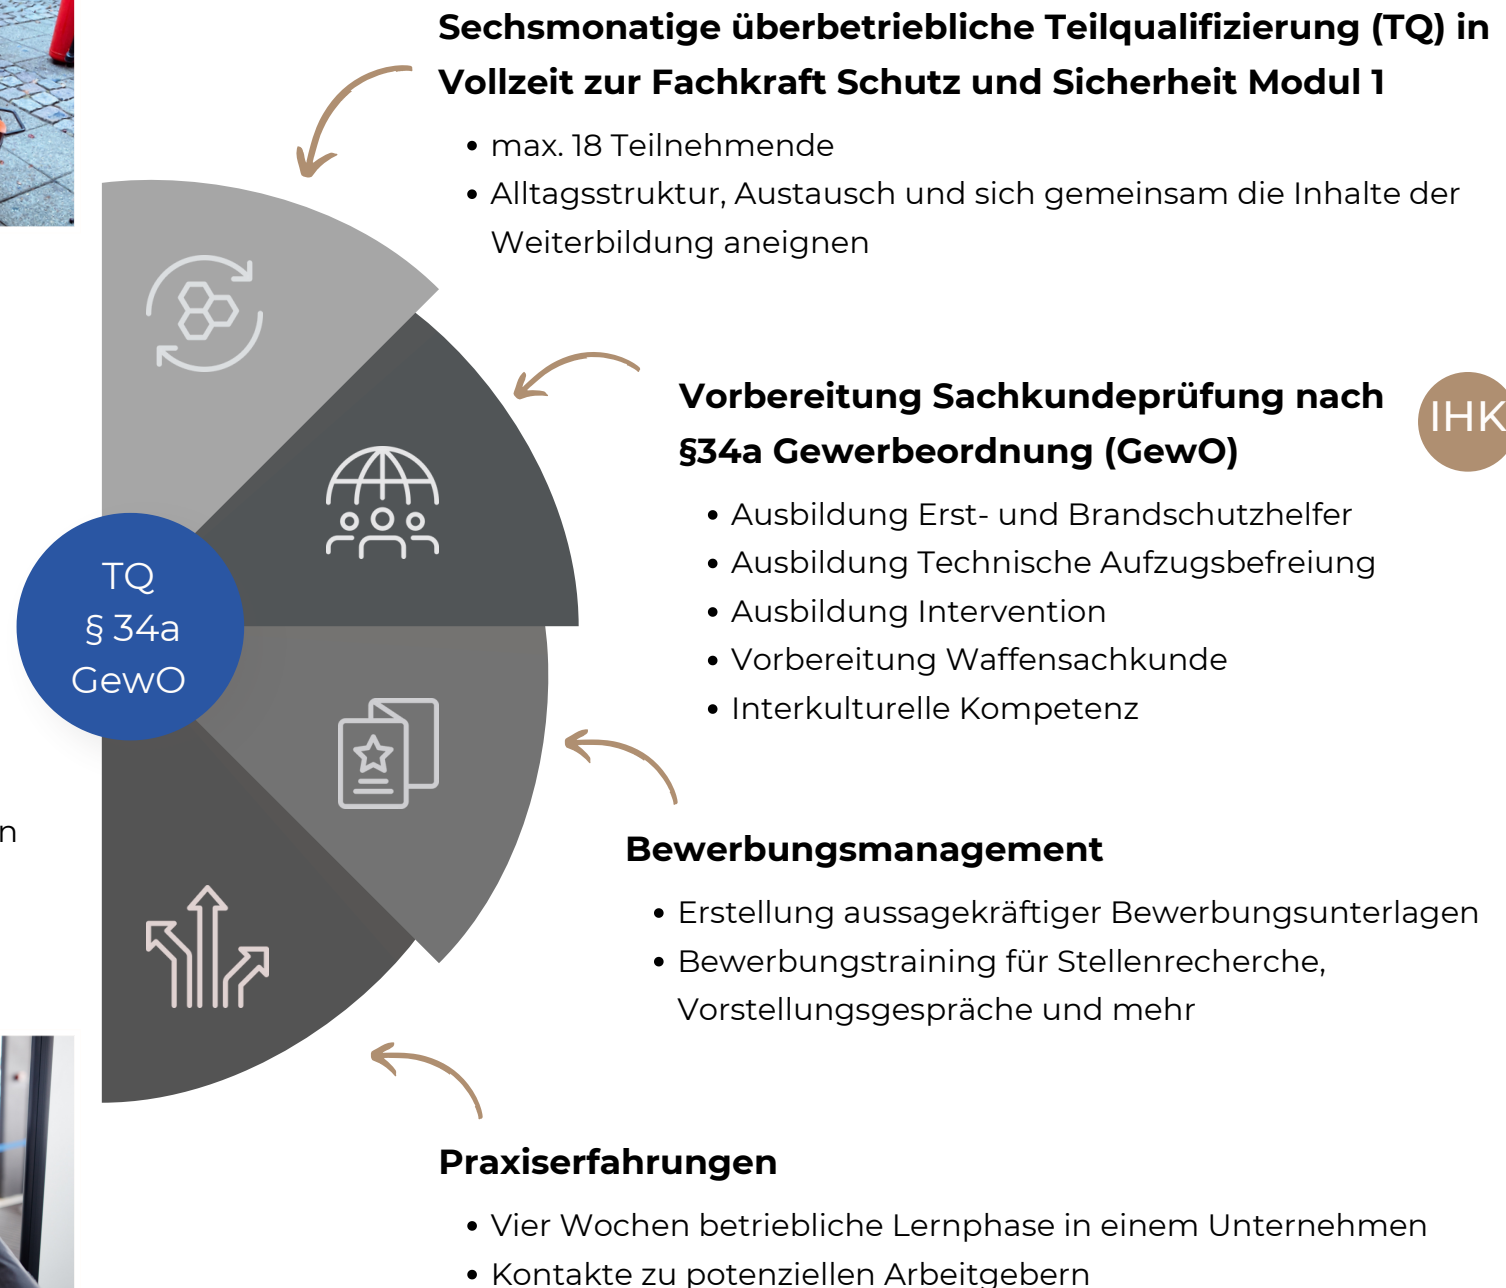 Sechsmonatige überbetriebliche Teilqualifizierung (TQ) in
Vollzeit zur Fachkraft Schutz und Sicherheit Modul 1
• max. 18 Teilnehmende
• Alltagsstruktur, Austausch und sich gemeinsam die Inhalte der
Weiterbildung aneignen
Vorbereitung Sachkundeprüfung nach
§34a Gewerbeordnung (GewO)
IHK
• Ausbildung Erst- und Brandschutzhelfer
• Ausbildung Technische Aufzugsbefreiung
• Ausbildung Intervention
• Vorbereitung Waffensachkunde
• Interkulturelle Kompetenz
TQ
§ 34a
GewO
Bewerbungsmanagement
• Erstellung aussagekräftiger Bewerbungsunterlagen
• Bewerbungstraining für Stellenrecherche,
Vorstellungsgespräche und mehr
Praxiserfahrungen
• Vier Wochen betriebliche Lernphase in einem Unternehmen
• Kontakte zu potenziellen Arbeitgebern